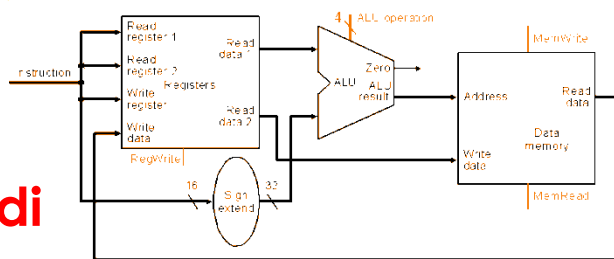 Read
register 1
Read
register 2
Write
register
Write
data
Registers
Read
data 1
Read
data 2
RegWrite
nstruction
16
Sign
extend
32
4
ALU operation
Zero
ALU
ALU
result
MemWrite
Address
Read
data
Data
memory
Write
data
MemRead
di